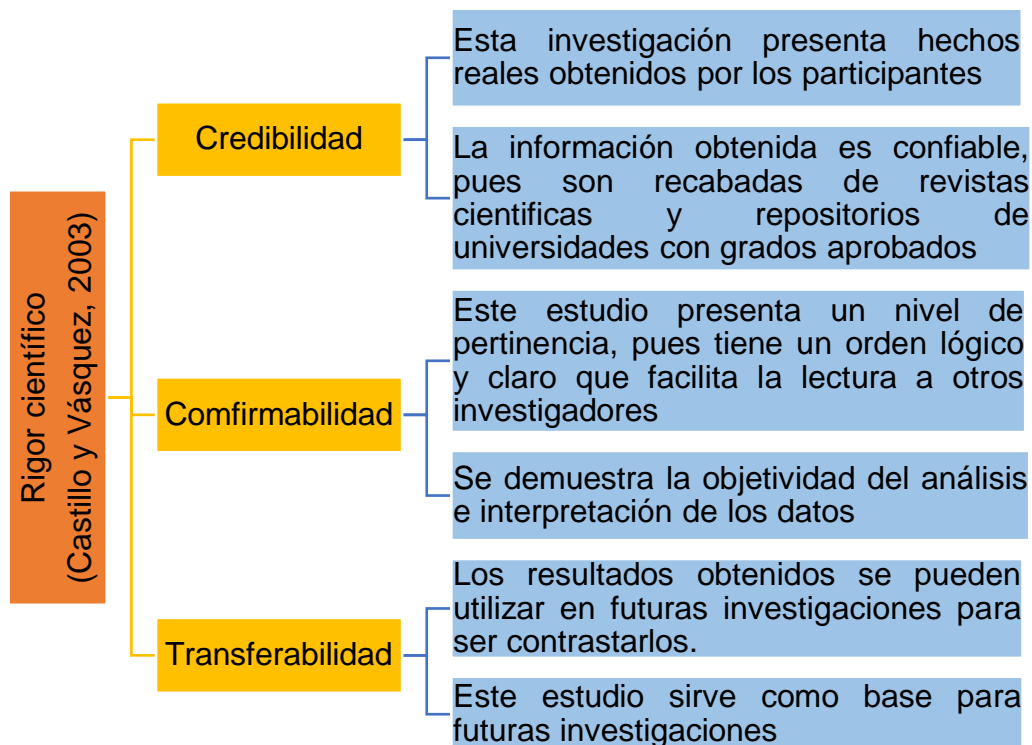 Rigor científico
(Castillo y Vásquez, 2003)
Credibilidad
Esta investigación presenta hechos
reales obtenidos por los participantes
La información obtenida es confiable,
pues son recabadas de revistas
cientificas y repositorios de
universidades con grados aprobados
Comfirmabilidad
Este estudio presenta un nivel de
pertinencia, pues tiene un orden lógico
y claro que facilita la lectura a otros
investigadores
Se demuestra la objetividad del análisis
e interpretación de los datos
Transferabilidad
Los resultados obtenidos se pueden
utilizar en futuras investigaciones para
ser contrastarlos.
Este estudio sirve como base para
futuras investigaciones